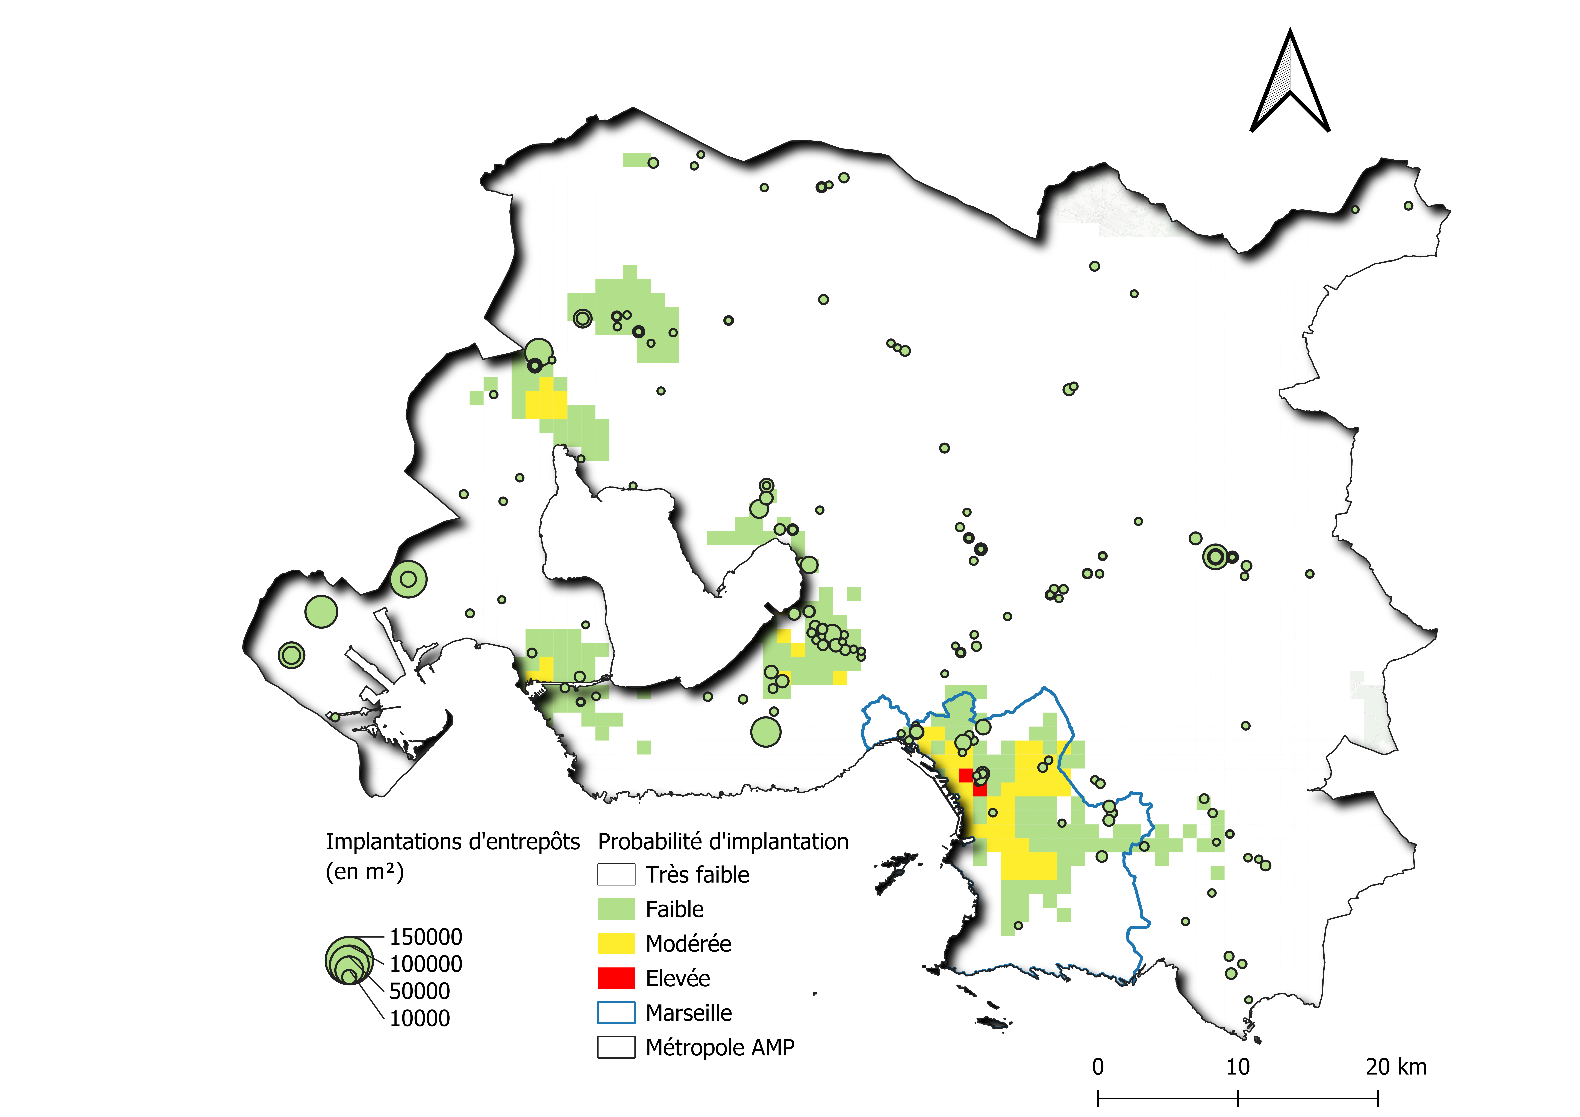 Implantations d'entrepôts
(en m²)
150000
100000
50000
10000
Probabilité d'implantation
Très faible
Faible
Modérée
Elevée
Marseille
Métropole AMP
0 10 20 km